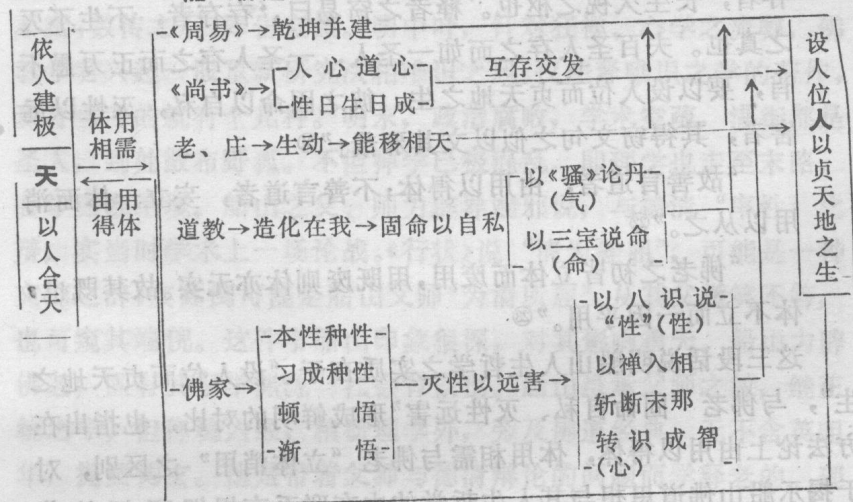 依人建极
天
以人合天
体用
相需
由用
得体
《周易》→乾坤并建
《尚书》→
人心道心
性日生日成
互存交发
老、庄→生动→能移相天
道教→造化在我→固命以自私
以《骚》论丹
(气)
以三宝说命
(命)
佛家→
本性种性
习成种性
顿悟
渐悟
灭性以远害→
以八识说
“性”(性)
以禅入相
斩断末那
转识成智
(心)
设人位人以贞天地之生